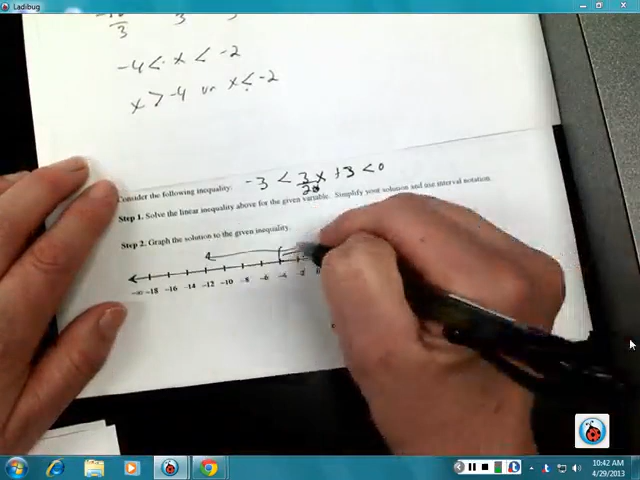 Ladibug
3
-4 < x < -2
x > -4 or x < -2
Consider the following inequality: -3 < 3/2 x + 3 < 0
Step 1. Solve the linear inequality above for the given variable. Simplify your solution and use interval notation.
Step 2. Graph the solution to the given inequality.
-∞ -18 -16 -14 -12 -10 -8 -6 -4 -2
10:42 AM
4/29/2013